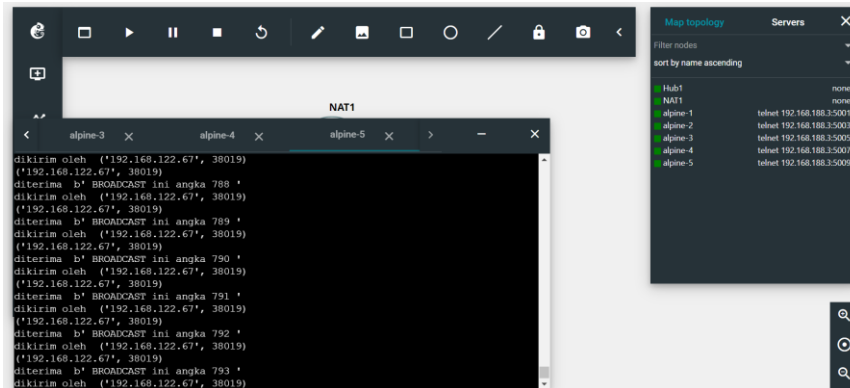 Map topology Servers
Filter nodes
sort by name ascending
Hub1 none
NAT1 none
alpine-1 telnet 192.168.188.3:5001
alpine-2 telnet 192.168.188.3:5003
alpine-3 telnet 192.168.188.3:5005
alpine-4 telnet 192.168.188.3:5007
alpine-5 telnet 192.168.188.3:5009
NAT1
alpine-3 alpine-4 alpine-5
dikirim oleh ('192.168.122.67', 38019)
('192.168.122.67', 38019)
diterima b' BROADCAST ini angka 788 '
dikirim oleh ('192.168.122.67', 38019)
('192.168.122.67', 38019)
diterima b' BROADCAST ini angka 789 '
dikirim oleh ('192.168.122.67', 38019)
('192.168.122.67', 38019)
diterima b' BROADCAST ini angka 790 '
dikirim oleh ('192.168.122.67', 38019)
('192.168.122.67', 38019)
diterima b' BROADCAST ini angka 791 '
dikirim oleh ('192.168.122.67', 38019)
('192.168.122.67', 38019)
diterima b' BROADCAST ini angka 792 '
dikirim oleh ('192.168.122.67', 38019)
('192.168.122.67', 38019)
diterima b' BROADCAST ini angka 793 '
dikirim oleh ('192.168.122.67', 38019)